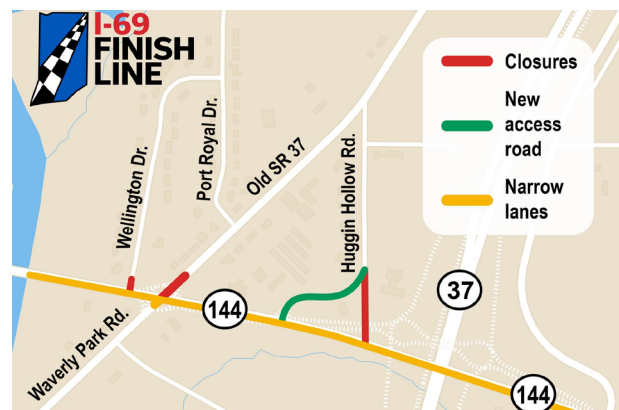 I-69
FINISH
LINE
Closures
New
access
road
Narrow
lanes
Wellington Dr.
Port Royal Dr.
Old SR 37
Huggin Hollow Rd.
Waverly Park Rd.
144
37
144